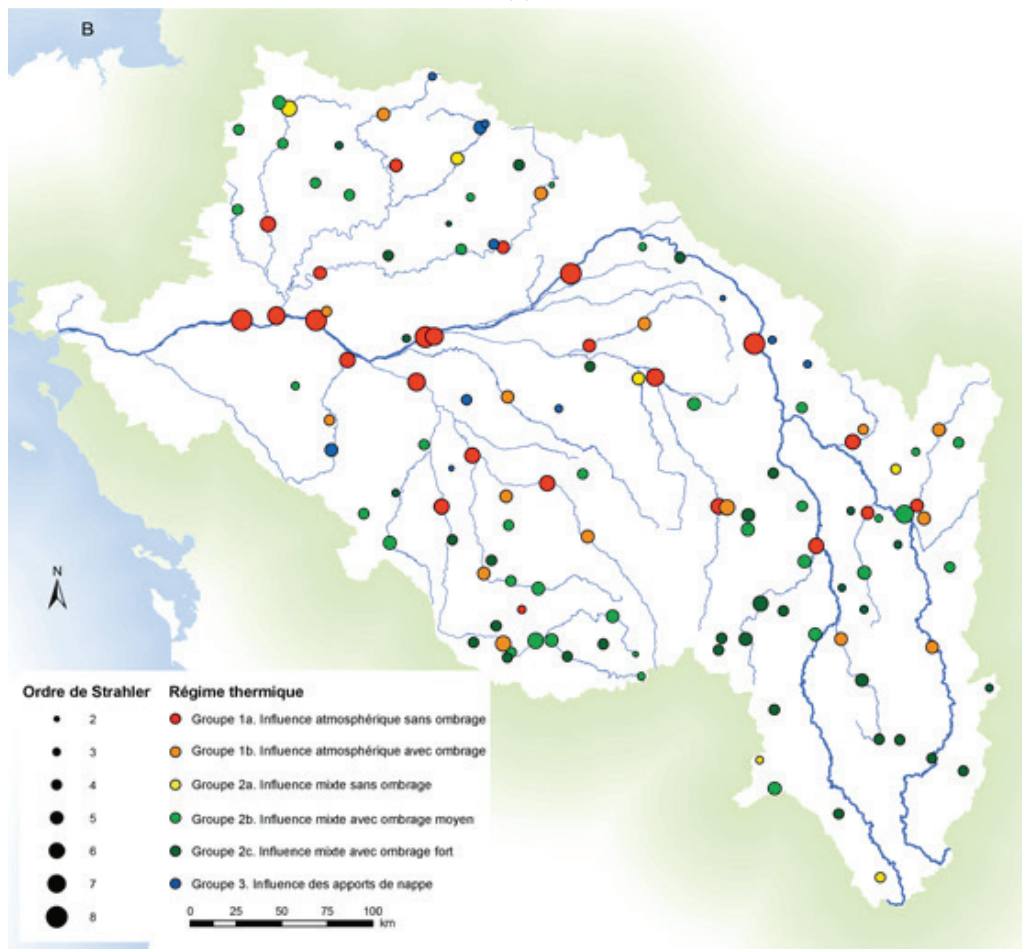 B
N
Ordre de Strahler
2
3
4
5
6
7
8
Régime thermique
Groupe 1a. Influence atmosphérique sans ombrage
Groupe 1b. Influence atmosphérique avec ombrage
Groupe 2a. Influence mixte sans ombrage
Groupe 2b. Influence mixte avec ombrage moyen
Groupe 2c. Influence mixte avec ombrage fort
Groupe 3. Influence des apports de nappe
0 25 50 75 100
km